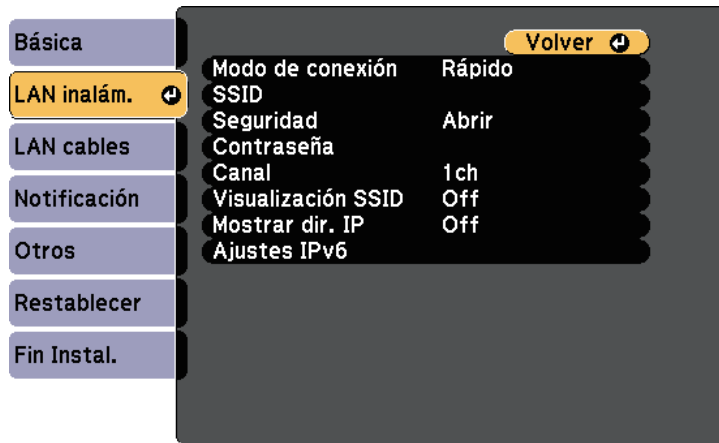 Básica
LAN inalám.
LAN cables
Notificación
Otros
Restablecer
Fin Instal.
Volver
Modo de conexión Rápido
SSID
Seguridad Abrir
Contraseña
Canal 1ch
Visualización SSID Off
Mostrar dir. IP Off
Ajustes IPv6